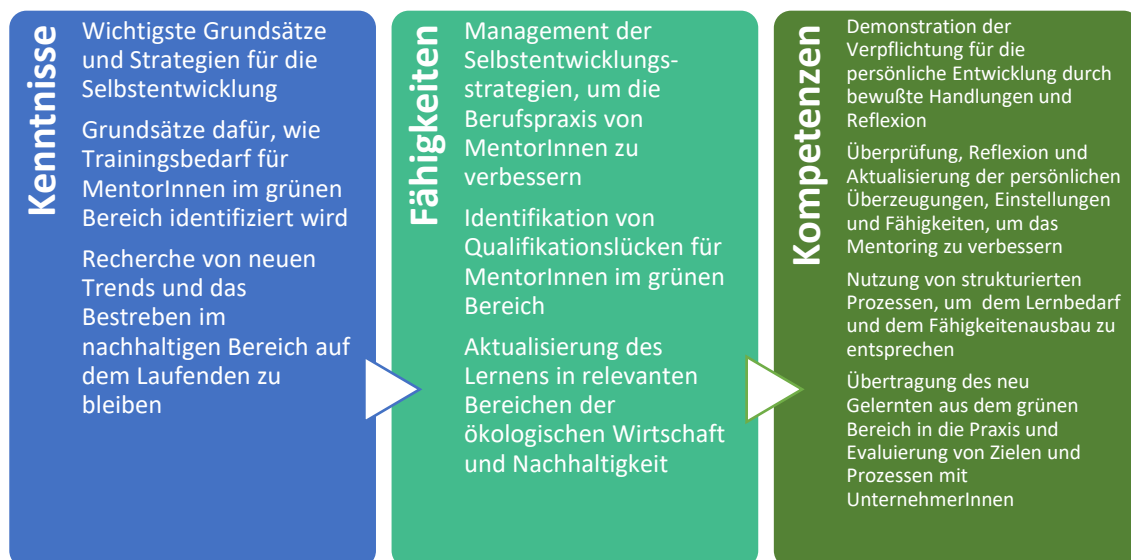 Kenntnisse
Wichtigste Grundsätze
und Strategien für die
Selbstentwicklung
Grundsätze dafür, wie
Trainingsbedarf für
MentorInnen im grünen
Bereich identifiziert wird
Recherche von neuen
Trends und das
Bestreben im
nachhaltigen Bereich auf
dem Laufenden zu
bleiben
Fähigkeiten
Management der
Selbstentwicklungs-
strategien, um die
Berufspraxis von
MentorInnen zu
verbessern
Identifikation von
Qualifikationslücken für
MentorInnen im grünen
Bereich
Aktualisierung des
Lernens in relevanten
Bereichen der
ökologischen Wirtschaft
und Nachhaltigkeit
Kompetenzen
Demonstration der
Verpflichtung für die
persönliche Entwicklung durch
bewußte Handlungen und
Reflexion
Überprüfung, Reflexion und
Aktualisierung der persönlichen
Überzeugungen, Einstellungen
und Fähigkeiten, um das
Mentoring zu verbessern
Nutzung von strukturierten
Prozessen, um dem Lernbedarf
und dem Fähigkeitenausbau zu
entsprechen
Übertragung des neu
Gelernten aus dem grünen
Bereich in die Praxis und
Evaluierung von Zielen und
Prozessen mit
UnternehmerInnen